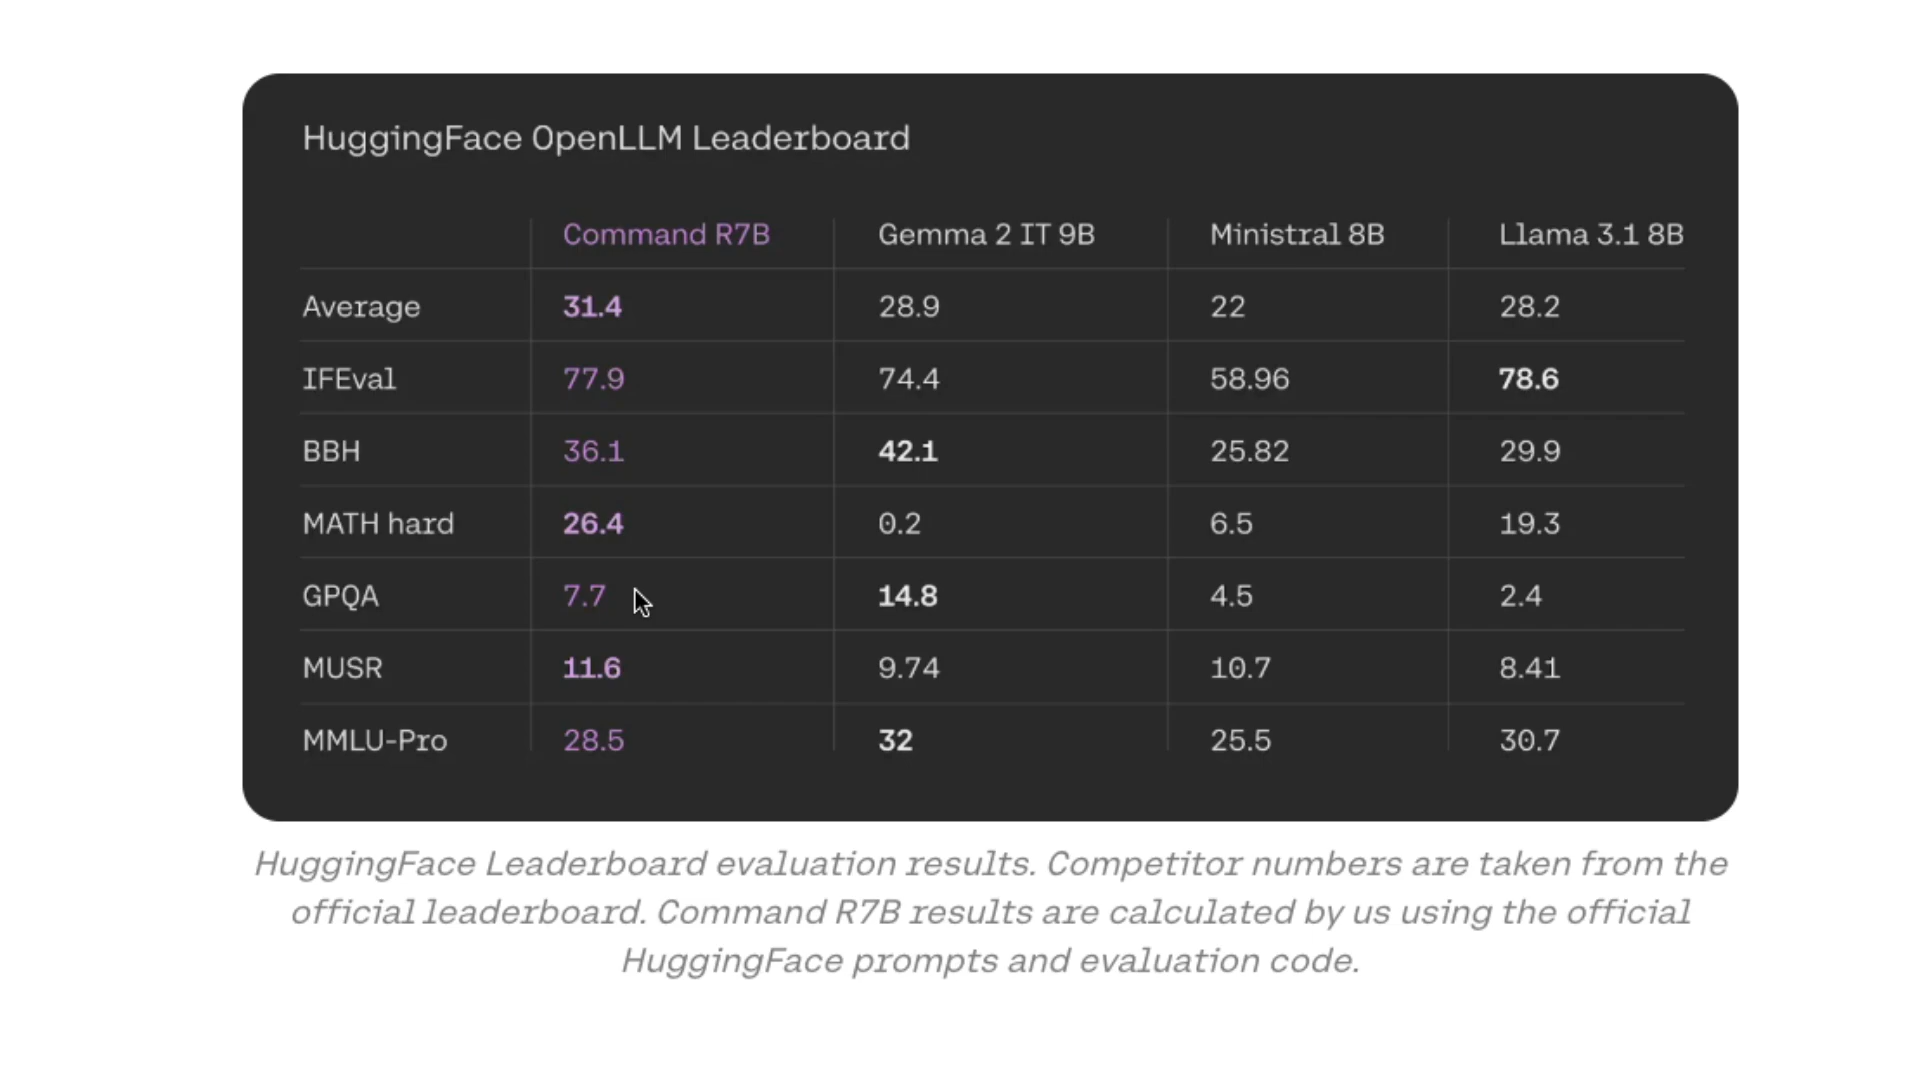 HuggingFace OpenLLM Leaderboard
Command R7B Gemma 2 IT 9B Ministral 8B Llama 3.1 8B
Average 31.4 28.9 22 28.2
IFEval 77.9 74.4 58.96 78.6
BBH 36.1 42.1 25.82 29.9
MATH hard 26.4 0.2 6.5 19.3
GPQA 7.7 14.8 4.5 2.4
MUSR 11.6 9.74 10.7 8.41
MMLU-Pro 28.5 32 25.5 30.7
HuggingFace Leaderboard evaluation results. Competitor numbers are taken from the
official leaderboard. Command R7B results are calculated by us using the official
HuggingFace prompts and evaluation code.